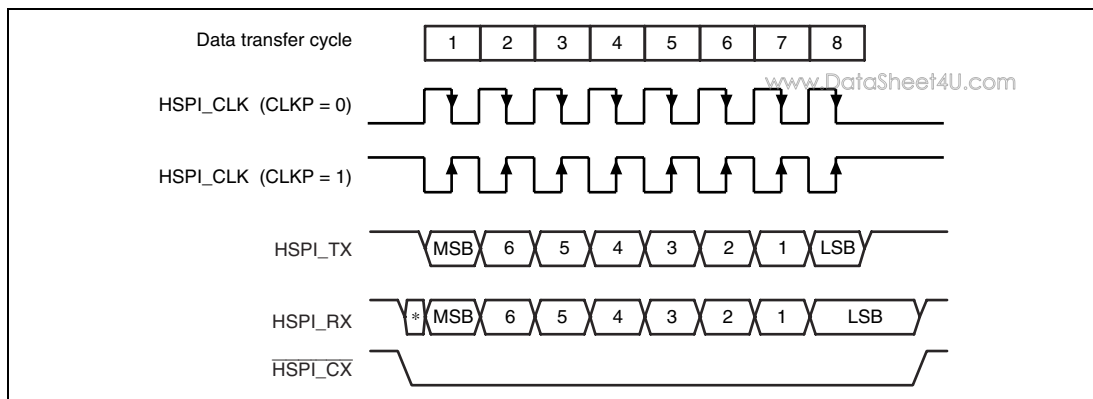 Data transfer cycle 1 2 3 4 5 6 7 8
www.DataSheet4U.com
HSPI_CLK (CLKP = 0)
HSPI_CLK (CLKP = 1)
HSPI_TX MSB 6 5 4 3 2 1 LSB
HSPI_RX * MSB 6 5 4 3 2 1 LSB
HSPI_CX